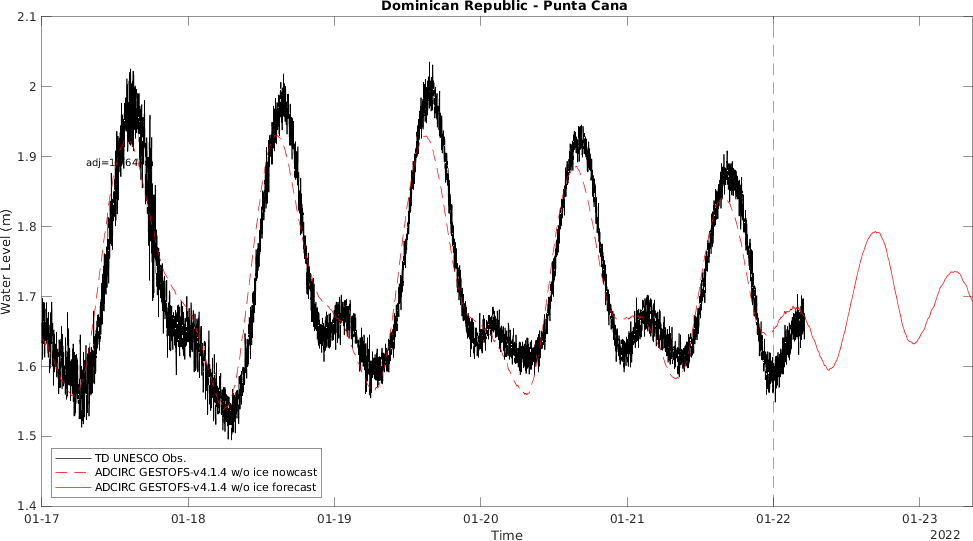 Dominican Republic - Punta Cana
2.1
2
1.9
1.8
1.7
1.6
1.5
1.4
Water Level (m)
TD UNESCO Obs.
ADCIRC GESTOFS-v4.1.4 w/o ice nowcast
ADCIRC GESTOFS-v4.1.4 w/o ice forecast
01-17 01-18 01-19 01-20 01-21 01-22 01-23
Time
2022